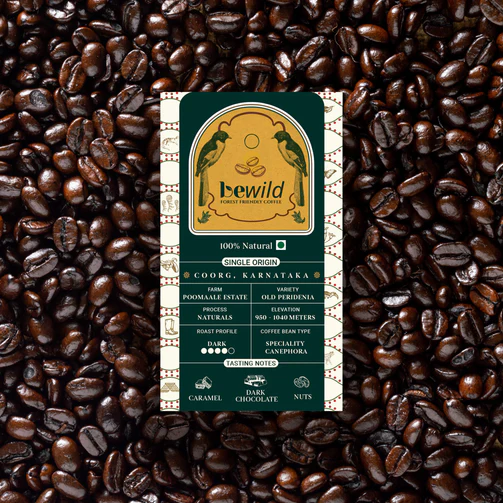 bewild
FOREST FRIENDLY COFFEE
100% Natural
SINGLE ORIGIN
COORG, KARNATAKA
FARM
POOMAALE ESTATE
VARIETY
OLD PERIDENIA
PROCESS
NATURALS
ELEVATION
950 - 1040 METERS
ROAST PROFILE
DARK
COFFEE BEAN TYPE
SPECIALITY
CANEPHORA
TASTING NOTES
CARAMEL
DARK
CHOCOLATE
NUTS